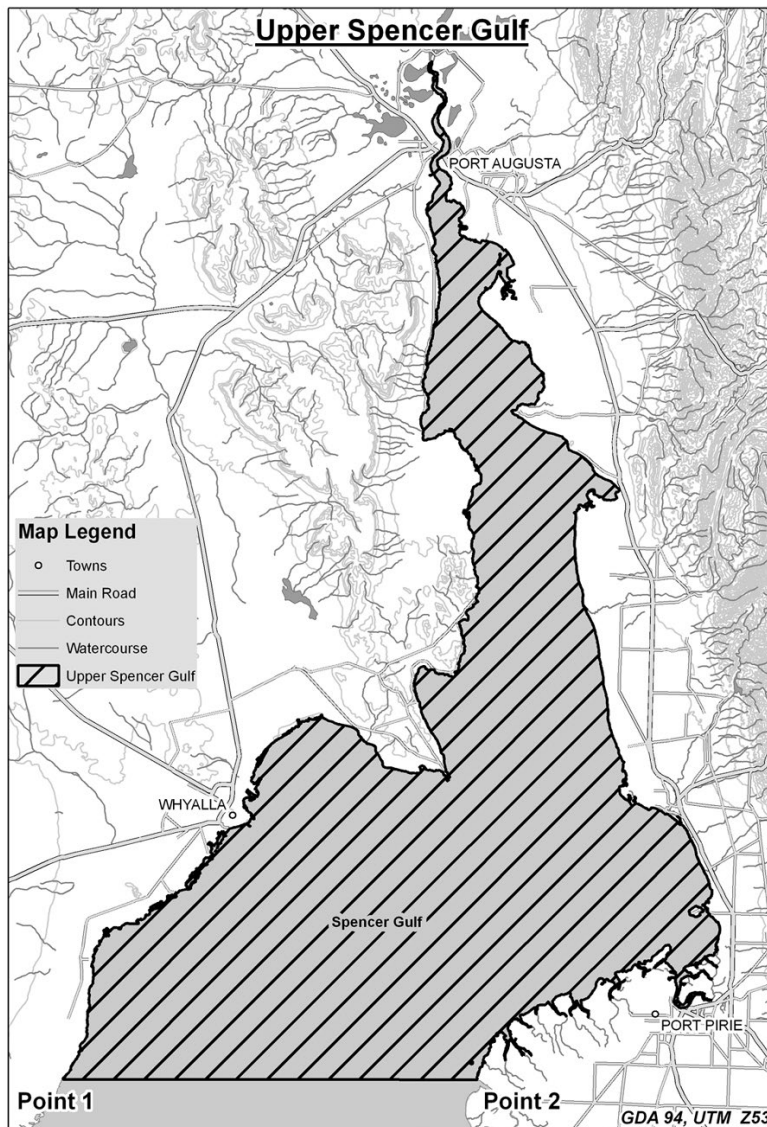 Upper Spencer Gulf
PORT AUGUSTA
Map Legend
Towns
Main Road
Contours
Watercourse
Upper Spencer Gulf
WHYALLA
Spencer Gulf
PORT PIRIE
Point 1
Point 2
GDA 94, UTM Z53